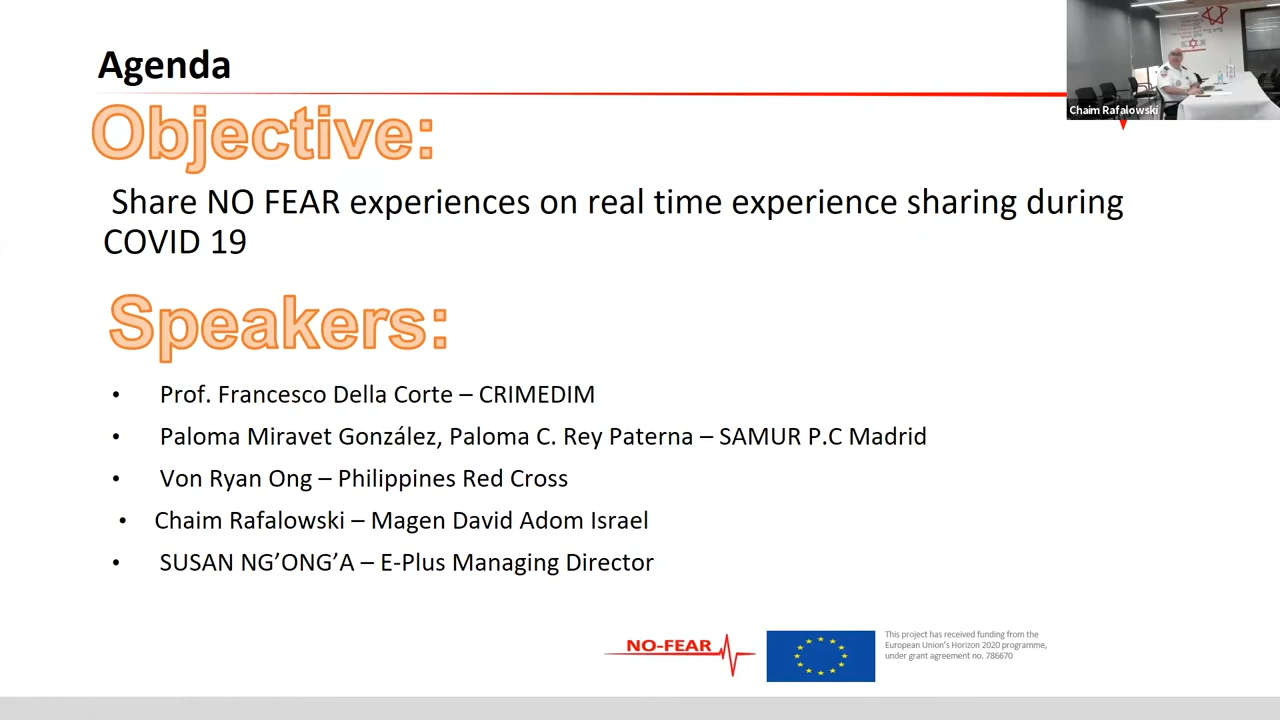 Agenda
Objective:
Share NO FEAR experiences on real time experience sharing during
COVID 19
Speakers:
• Prof. Francesco Della Corte – CRIMEDIM
• Paloma Miravet González, Paloma C. Rey Paterna – SAMUR P.C Madrid
• Von Ryan Ong – Philippines Red Cross
• Chaim Rafalowski – Magen David Adom Israel
• SUSAN NG’ONG’A – E-Plus Managing Director
Chaim Rafalowski
NO-FEAR
This project has received funding from the
European Union’s Horizon 2020 programme,
under grant agreement no. 786670